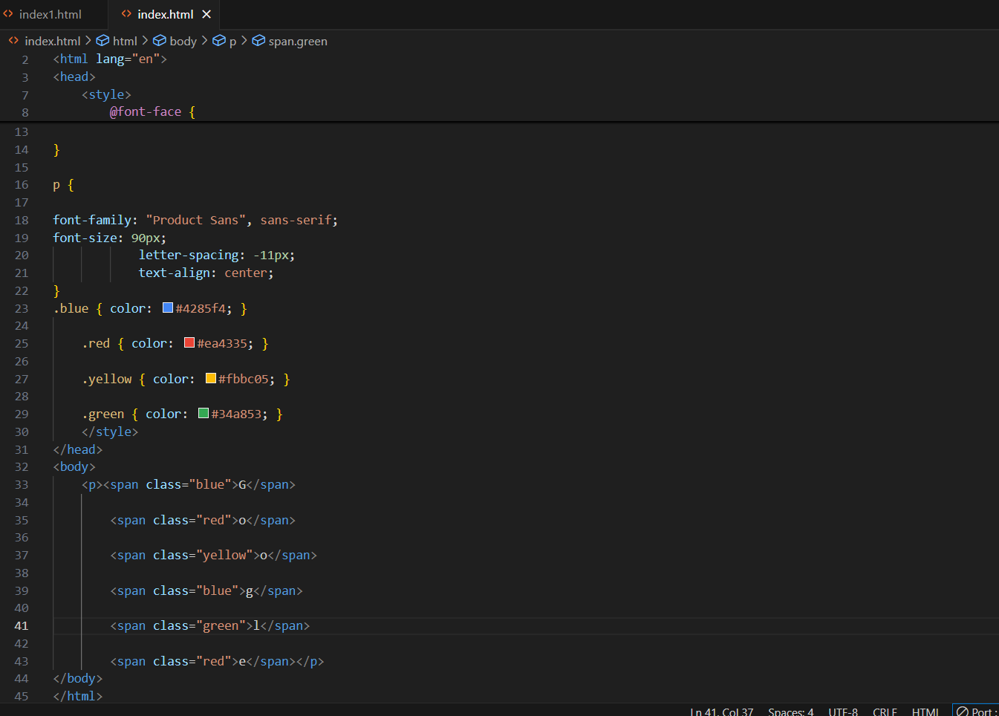 index1.html
index.html
index.html > html > body > p > span.green
2 <html lang="en">
3 <head>
7 <style>
8 @font-face {
13
14 }
15
16 p {
17
18 font-family: "Product Sans", sans-serif;
19 font-size: 90px;
20 letter-spacing: -11px;
21 text-align: center;
22 }
23 .blue { color: #4285f4; }
24
25 .red { color: #ea4335; }
26
27 .yellow { color: #fbbc05; }
28
29 .green { color: #34a853; }
30 </style>
31 </head>
32 <body>
33 <p><span class="blue">G</span>
34
35 <span class="red">o</span>
36
37 <span class="yellow">o</span>
38
39 <span class="blue">g</span>
40
41 <span class="green">l</span>
42
43 <span class="red">e</span></p>
44 </body>
45 </html>
Ln 41, Col 37 Spaces: 4 UTF-8 CRLF HTML Port :